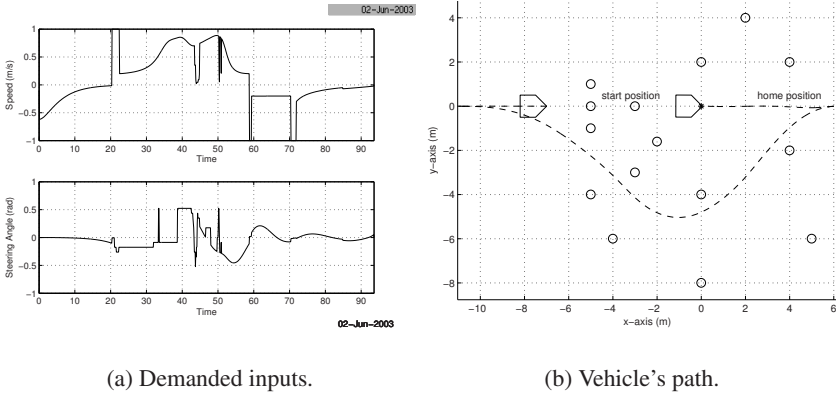 02-Jun-2003
Speed (m/s)
1
0.5
0
−0.5
−1
0 10 20 30 40 50 60 70 80 90
Time
Steering Angle (rad)
1
0.5
0
−0.5
−1
0 10 20 30 40 50 60 70 80 90
Time
02-Jun-2003
(a) Demanded inputs.
y−axis (m)
4
2
0
−2
−4
−6
−8
start position
home position
−10 −8 −6 −4 −2 0 2 4 6
x−axis (m)
(b) Vehicle's path.